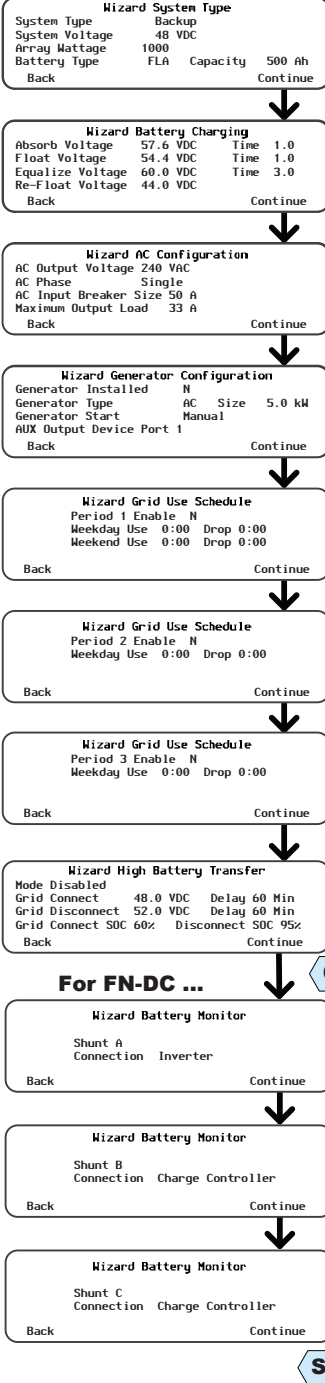 Wizard System Type
System Type Backup
System Voltage 48 VDC
Array Wattage 1000
Battery Type FLA Capacity 500 Ah
Back Continue
Wizard Battery Charging
Absorb Voltage 57.6 VDC Time 1.0
Float Voltage 54.4 VDC Time 1.0
Equalize Voltage 60.0 VDC Time 3.0
Re-Float Voltage 44.0 VDC
Back Continue
Wizard AC Configuration
AC Output Voltage 240 VAC
AC Phase Single
AC Input Breaker Size 50 A
Maximum Output Load 33 A
Back Continue
Wizard Generator Configuration
Generator Installed N
Generator Type AC Size 5.0 kW
Generator Start Manual
AUX Output Device Port 1
Back Continue
Wizard Grid Use Schedule
Period 1 Enable N
Weekday Use 0:00 Drop 0:00
Weekend Use 0:00 Drop 0:00
Back Continue
Wizard Grid Use Schedule
Period 2 Enable N
Weekday Use 0:00 Drop 0:00
Back Continue
Wizard Grid Use Schedule
Period 3 Enable N
Weekday Use 0:00 Drop 0:00
Back Continue
Wizard High Battery Transfer
Mode Disabled
Grid Connect 48.0 VDC Delay 60 Min
Grid Disconnect 52.0 VDC Delay 60 Min
Grid Connect SOC 60% Disconnect SOC 95%
Back Continue
For FN-DC ...
Wizard Battery Monitor
Shunt A
Connection Inverter
Back Continue
Wizard Battery Monitor
Shunt B
Connection Charge Controller
Back Continue
Wizard Battery Monitor
Shunt C
Connection Charge Controller
Back Continue